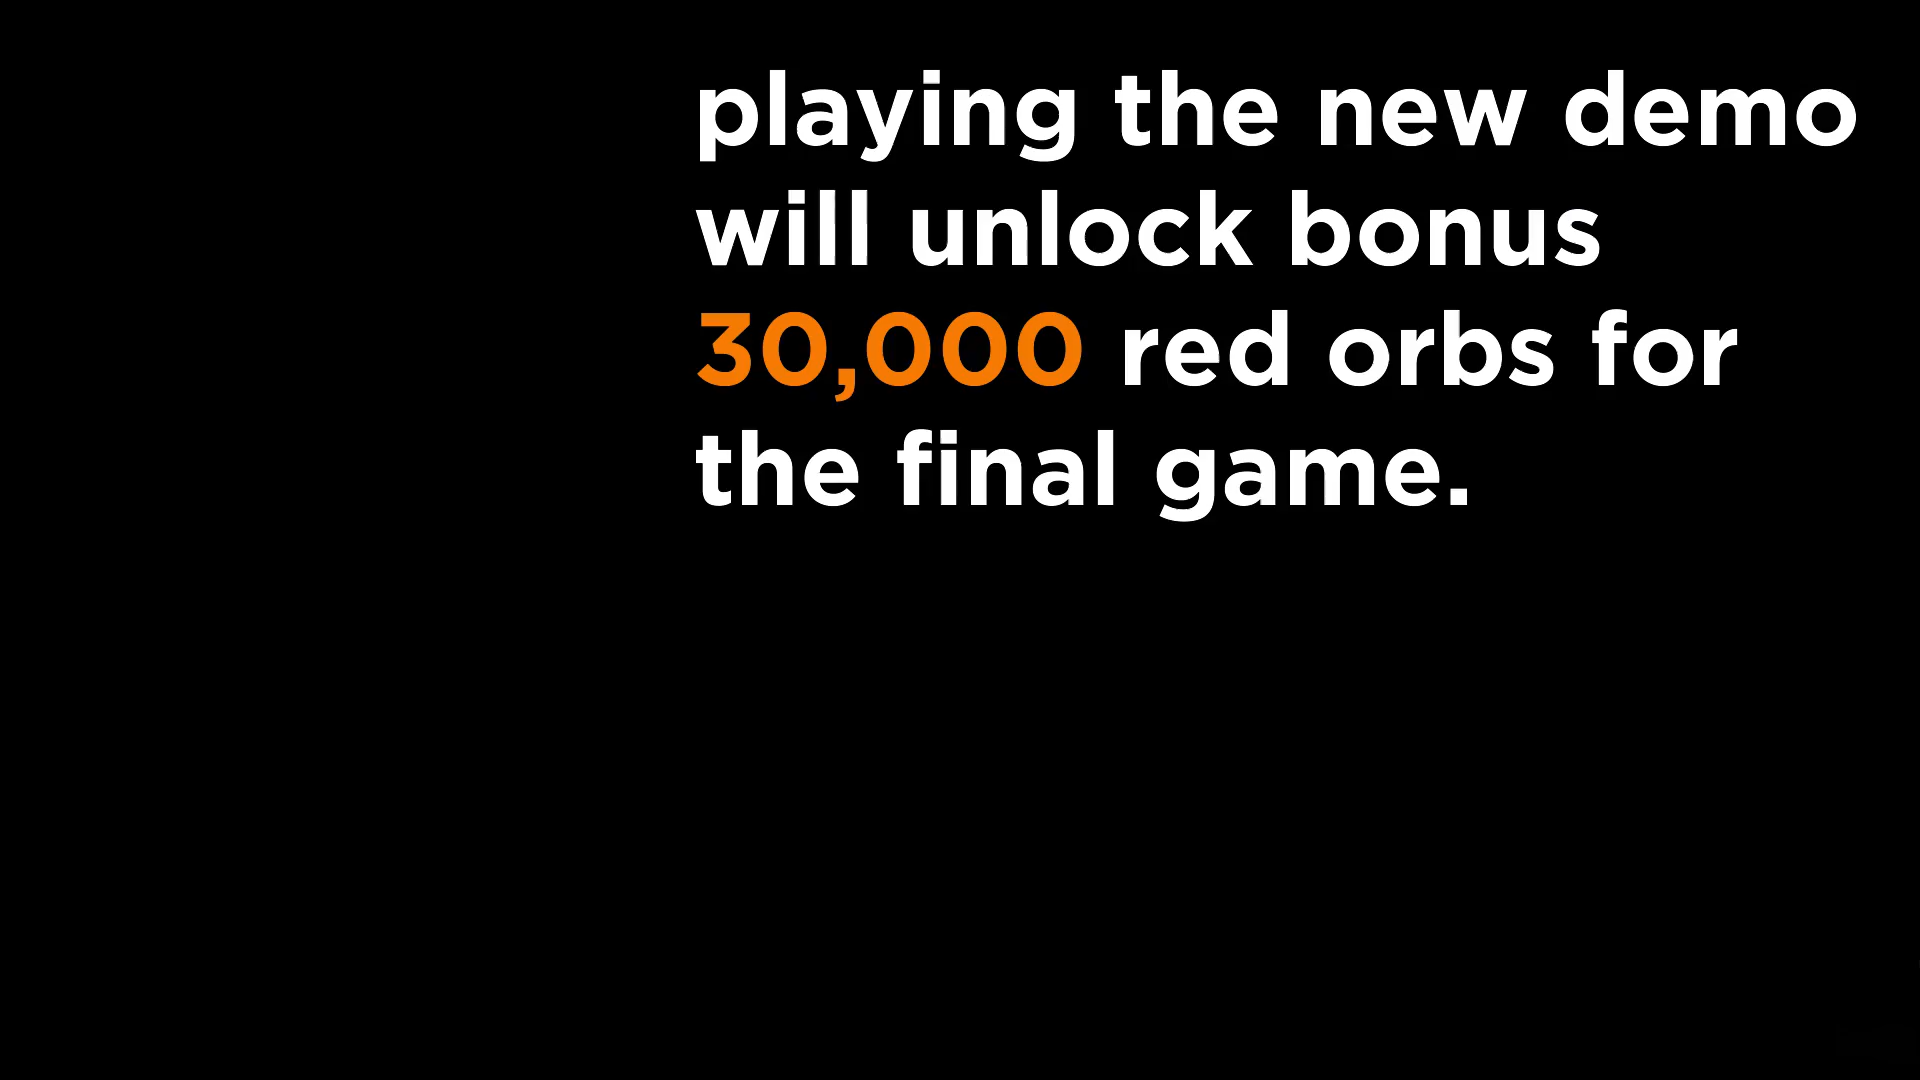 playing the new demo
will unlock bonus
30,000 red orbs for
the final game.